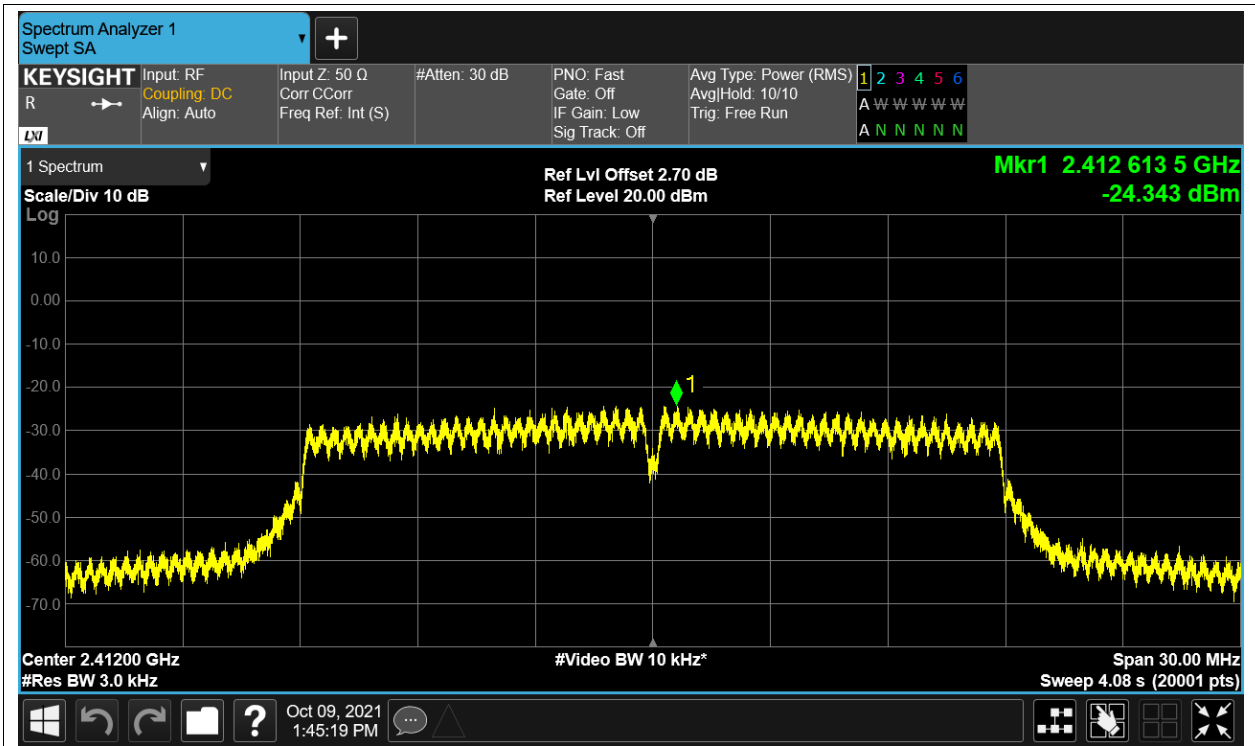 Spectrum Analyzer 1
Swept SA
KEYSIGHT
R
LXI
Input: RF
Coupling: DC
Align: Auto
Input Z: 50 Ω
Corr CCorr
Freq Ref: Int (S)
#Atten: 30 dB
PNO: Fast
Gate: Off
IF Gain: Low
Sig Track: Off
Avg Type: Power (RMS)
Avg|Hold: 10/10
Trig: Free Run
1 2 3 4 5 6
A W W W W W
A N N N N N
1 Spectrum
Scale/Div 10 dB
Log
Ref Lvl Offset 2.70 dB
Ref Level 20.00 dBm
Mkr1 2.412 613 5 GHz
-24.343 dBm
10.0
0.00
-10.0
-20.0
-30.0
-40.0
-50.0
-60.0
-70.0
1
Center 2.41200 GHz
#Res BW 3.0 kHz
#Video BW 10 kHz*
Span 30.00 MHz
Sweep 4.08 s (20001 pts)
?
Oct 09, 2021
1:45:19 PM